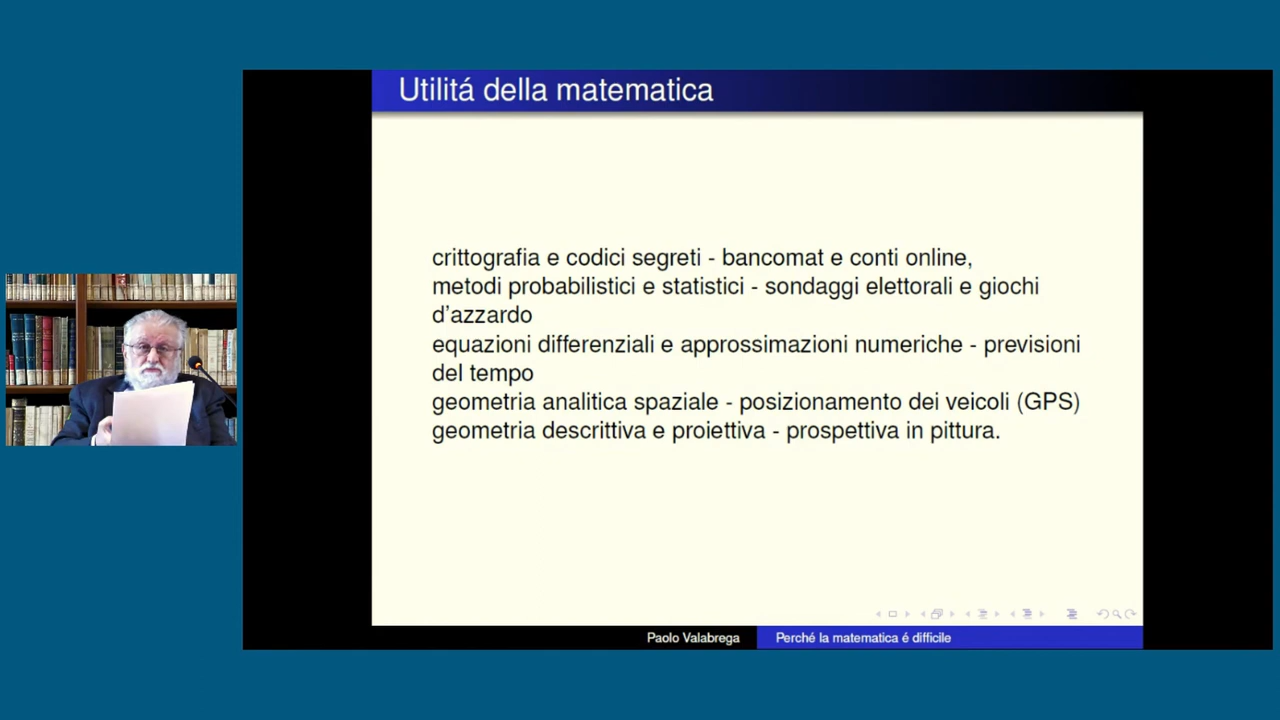 Utilitá della matematica
crittografia e codici segreti - bancomat e conti online,
metodi probabilistici e statistici - sondaggi elettorali e giochi
d'azzardo
equazioni differenziali e approssimazioni numeriche - previsioni
del tempo
geometria analitica spaziale - posizionamento dei veicoli (GPS)
geometria descrittiva e proiettiva - prospettiva in pittura.
Paolo Valabrega
Perché la matematica é difficile